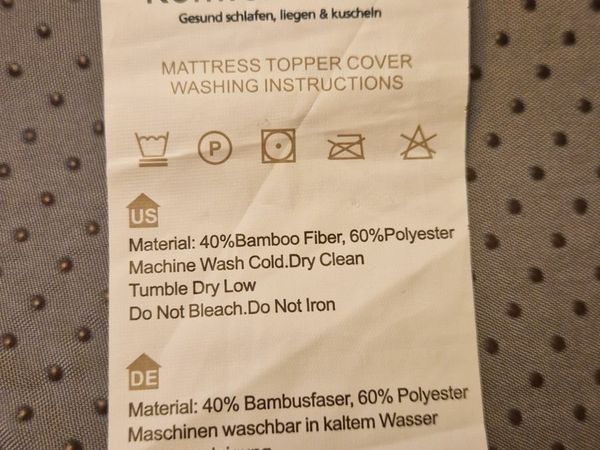 Gesund schlafen, liegen & kuscheln
MATTRESS TOPPER COVER
WASHING INSTRUCTIONS
P
US
Material: 40%Bamboo Fiber, 60%Polyester
Machine Wash Cold.Dry Clean
Tumble Dry Low
Do Not Bleach.Do Not Iron
DE
Material: 40% Bambusfaser, 60% Polyester
Maschinen waschbar in kaltem Wasser